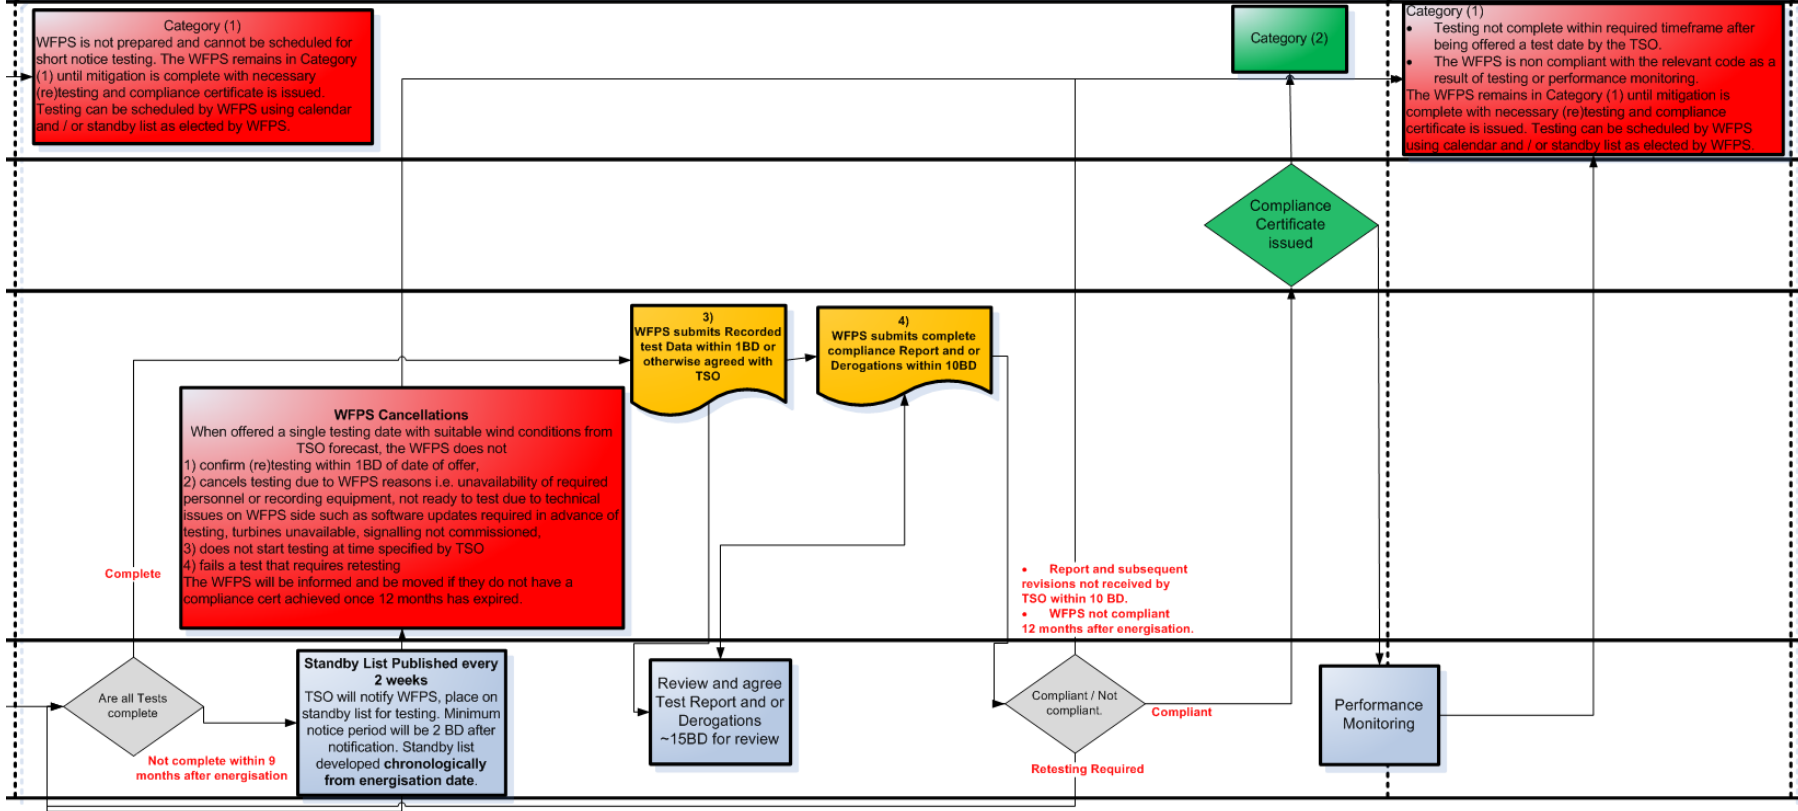 Category (1)
WFPS is not prepared and cannot be scheduled for
short notice testing. The WFPS remains in Category
(1) until mitigation is complete with necessary
(re)testing and compliance certificate is issued.
Testing can be scheduled by WFPS using calendar
and / or standby list as elected by WFPS.
Category (2)
Category (1)
• Testing not complete within required timeframe after
being offered a test date by the TSO.
• The WFPS is non compliant with the relevant code as a
result of testing or performance monitoring.
The WFPS remains in Category (1) until mitigation is
complete with necessary (re)testing and compliance
certificate is issued. Testing can be scheduled by WFPS
using calendar and / or standby list as elected by WFPS.
Compliance
Certificate
issued
3)
WFPS submits Recorded
test Data within 1BD or
otherwise agreed with
TSO
4)
WFPS submits complete
compliance Report and or
Derogations within 10BD
WFPS Cancellations
When offered a single testing date with suitable wind conditions from
TSO forecast, the WFPS does not
1) confirm (re)testing within 1BD of date of offer,
2) cancels testing due to WFPS reasons i.e. unavailability of required
personnel or recording equipment, not ready to test due to technical
issues on WFPS side such as software updates required in advance of
testing, turbines unavailable, signalling not commissioned,
3) does not start testing at time specified by TSO
4) fails a test that requires retesting
The WFPS will be informed and be moved if they do not have a
compliance cert achieved once 12 months has expired.
Complete
• Report and subsequent
revisions not received by
TSO within 10 BD.
• WFPS not compliant
12 months after energisation.
Are all Tests
complete
Not complete within 9
months after energisation
Standby List Published every
2 weeks
TSO will notify WFPS, place on
standby list for testing. Minimum
notice period will be 2 BD after
notification. Standby list
developed chronologically
from energisation date.
Review and agree
Test Report and or
Derogations
~15BD for review
Compliant / Not
compliant.
Compliant
Retesting Required
Performance
Monitoring